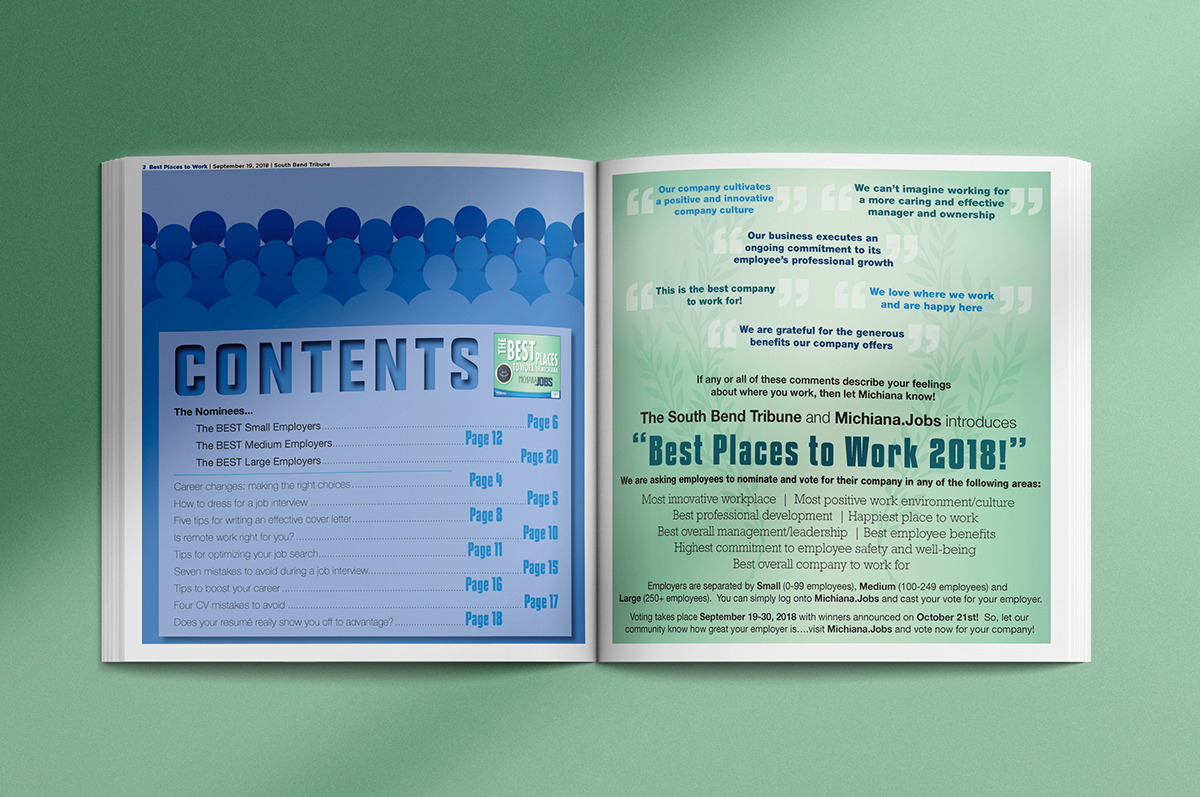 2 Best Places to Work | September 19, 2018 | South Bend Tribune
CONTENTS
THE
BEST
PLACES
TO WORK IN MICHIANA
MICHIANAJOBS
The Nominees...
The BEST Small Employers Page 6
The BEST Medium Employers Page 12
The BEST Large Employers Page 20
Career changes: making the right choices Page 4
How to dress for a job interview Page 5
Five tips for writing an effective cover letter Page 8
Is remote work right for you? Page 10
Tips for optimizing your job search Page 11
Seven mistakes to avoid during a job interview Page 15
Tips to boost your career Page 16
Four CV mistakes to avoid Page 17
Does your resumé really show you off to advantage? Page 18
“Our company cultivates
a positive and innovative
company culture”
“We can't imagine working for
a more caring and effective
manager and ownership”
“Our business executes an
ongoing commitment to its
employee's professional growth”
“This is the best company
to work for!”
“We love where we work
and are happy here”
“We are grateful for the generous
benefits our company offers”
If any or all of these comments describe your feelings
about where you work, then let Michiana know!
The South Bend Tribune and Michiana.Jobs introduces
“Best Places to Work 2018!”
We are asking employees to nominate and vote for their company in any of the following areas:
Most innovative workplace | Most positive work environment/culture
Best professional development | Happiest place to work
Best overall management/leadership | Best employee benefits
Highest commitment to employee safety and well-being
Best overall company to work for
Employers are separated by Small (0-99 employees), Medium (100-249 employees) and
Large (250+ employees). You can simply log onto Michiana.Jobs and cast your vote for your employer.
Voting takes place September 19-30, 2018 with winners announced on October 21st! So, let our
community know how great your employer is....visit Michiana.Jobs and vote now for your company!